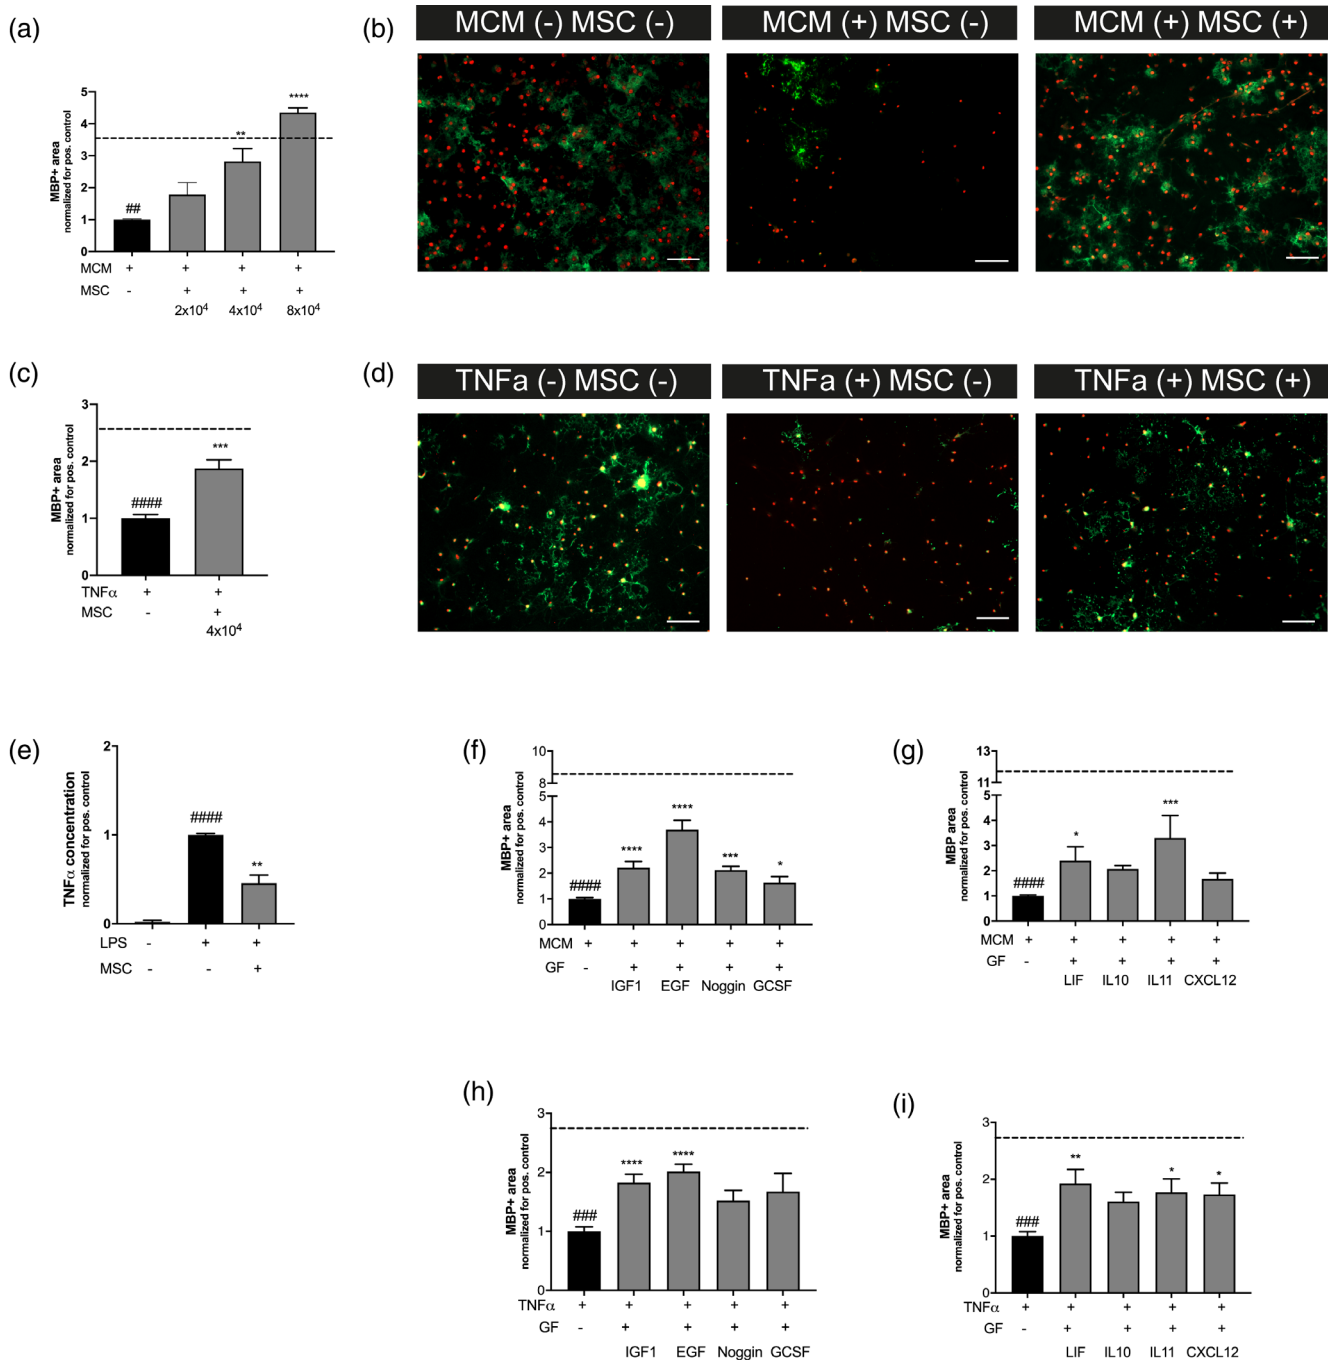 (a)
5
4
3
2
1
0
MBP+ area
normalized for pos. control
##
**
****
MCM + + + +
MSC - + + +
2x10⁴ 4x10⁴ 8x10⁴
(b)
MCM (-) MSC (-)
MCM (+) MSC (-)
MCM (+) MSC (+)
(c)
3
2
1
0
MBP+ area
normalized for pos. control
####
***
TNFα + +
MSC - +
4x10⁴
(d)
TNFa (-) MSC (-)
TNFa (+) MSC (-)
TNFa (+) MSC (+)
(e)
2
1
0
TNFα concentration
normalized for pos. control
####
**
LPS - + +
MSC - - +
(f)
10
8
5
4
3
2
1
0
MBP+ area
normalized for pos. control
####
****
****
***
*
MCM + + + + +
GF - + + + +
IGF1 EGF Noggin GCSF
(g)
13
11
5
4
3
2
1
0
MBP area
normalized for pos. control
####
*
***
MCM + + + + +
GF - + + + +
LIF IL10 IL11 CXCL12
(h)
3
2
1
0
MBP+ area
normalized for pos. control
###
****
****
TNFα + + + + +
GF - + + + +
IGF1 EGF Noggin GCSF
(i)
3
2
1
0
MBP+ area
normalized for pos. control
###
**
*
*
TNFα + + + + +
GF - + + + +
LIF IL10 IL11 CXCL12